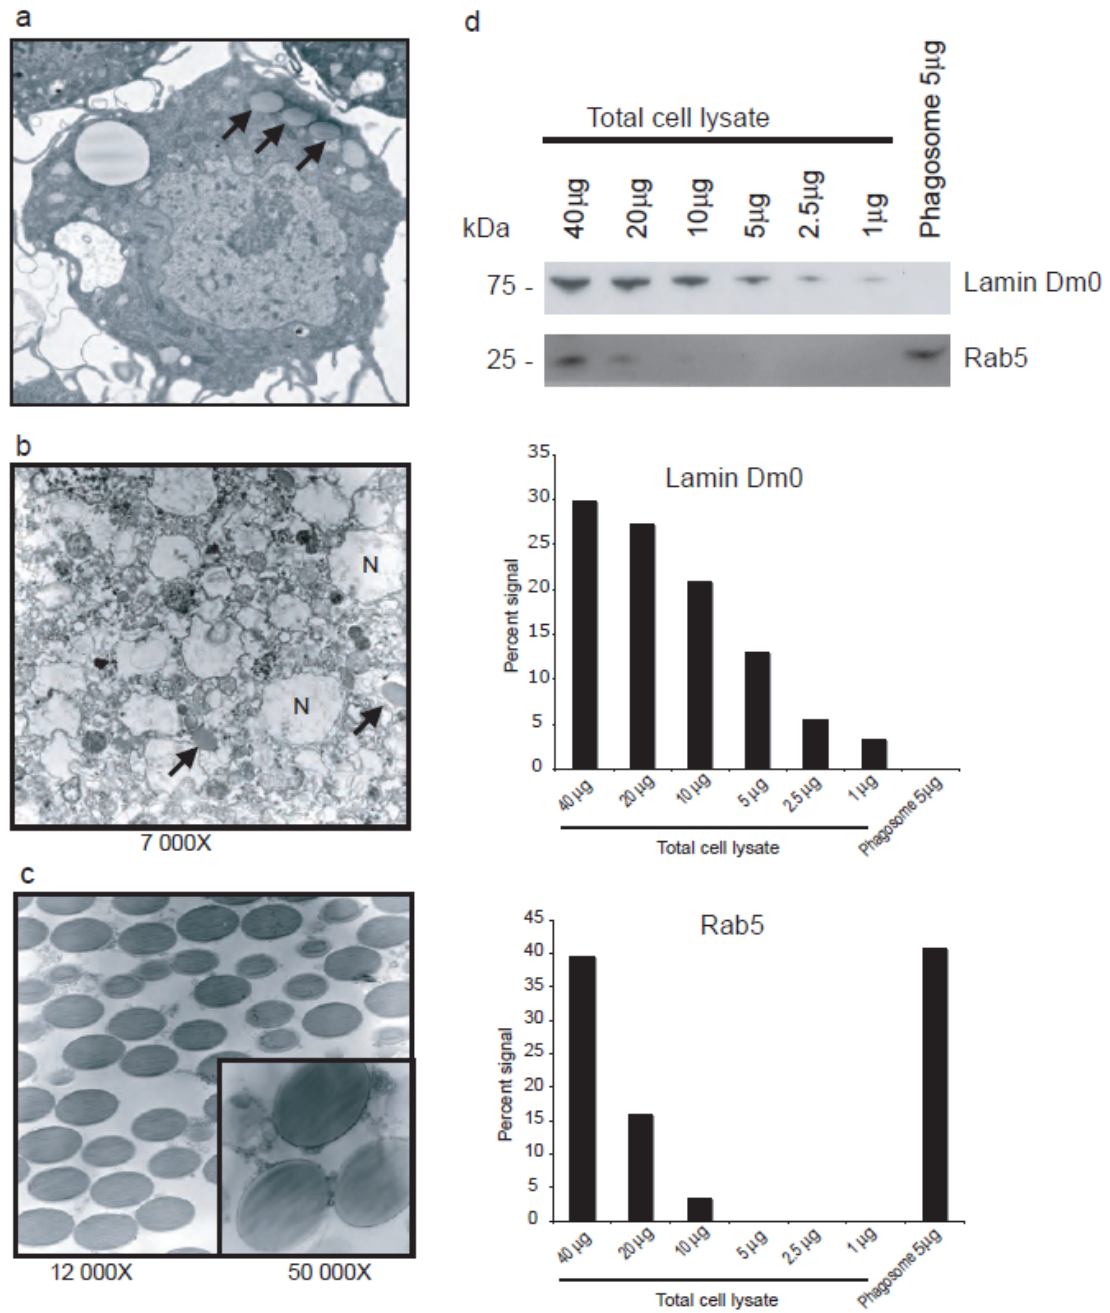 a
b
N
N
7 000X
c
12 000X
50 000X
d
Total cell lysate
kDa
40µg
20µg
10µg
5µg
2.5µg
1µg
Phagosome 5µg
75 -
Lamin Dm0
25 -
Rab5
Lamin Dm0
Percent signal
35
30
25
20
15
10
5
0
40 µg
20 µg
10 µg
5 µg
2.5 µg
1 µg
Phagosome 5µg
Total cell lysate
Rab5
Percent signal
45
40
35
30
25
20
15
10
5
0
40 µg
20 µg
10 µg
5 µg
2.5 µg
1 µg
Phagosome 5µg
Total cell lysate